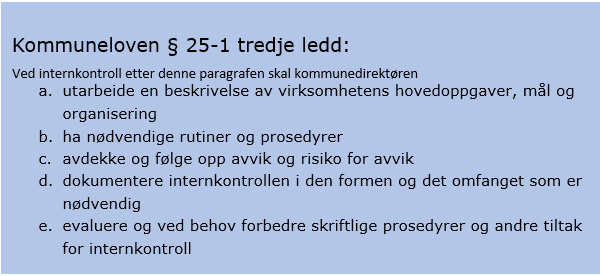 Kommuneloven § 25-1 tredje ledd:
Ved internkontroll etter denne paragrafen skal kommunedirektøren
a. utarbeide en beskrivelse av virksomhetens hovedoppgaver, mål og
organisering
b. ha nødvendige rutiner og prosedyrer
c. avdekke og følge opp avvik og risiko for avvik
d. dokumentere internkontrollen i den formen og det omfanget som er
nødvendig
e. evaluere og ved behov forbedre skriftlige prosedyrer og andre tiltak
for internkontroll